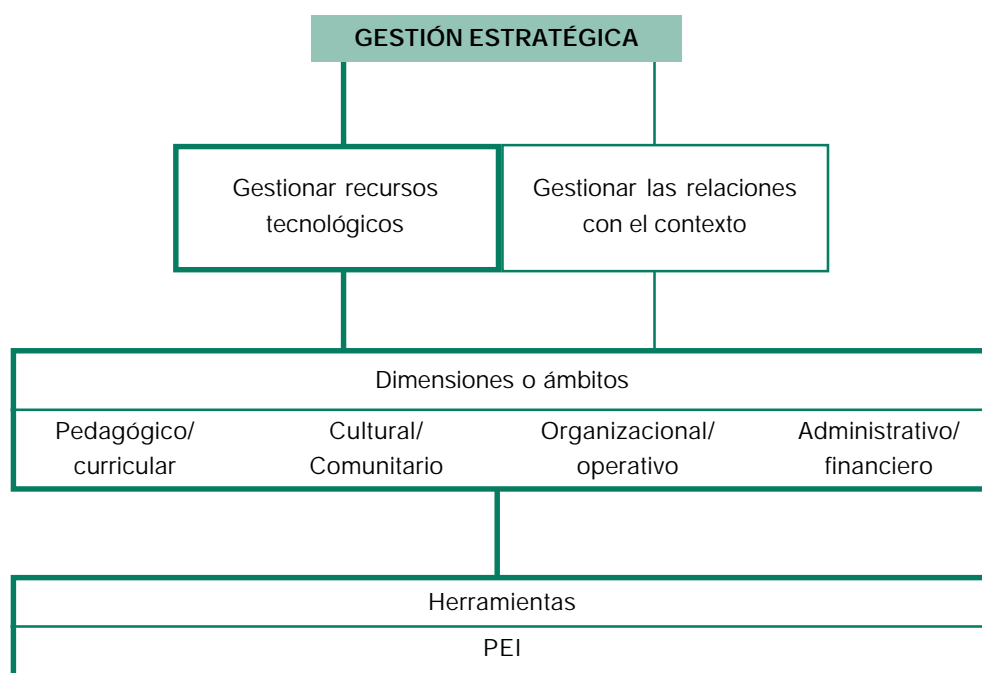 GESTIÓN ESTRATÉGICA
Gestionar recursos
tecnológicos
Gestionar las relaciones
con el contexto
Dimensiones o ámbitos
Pedagógico/
curricular
Cultural/
Comunitario
Organizacional/
operativo
Administrativo/
financiero
Herramientas
PEI